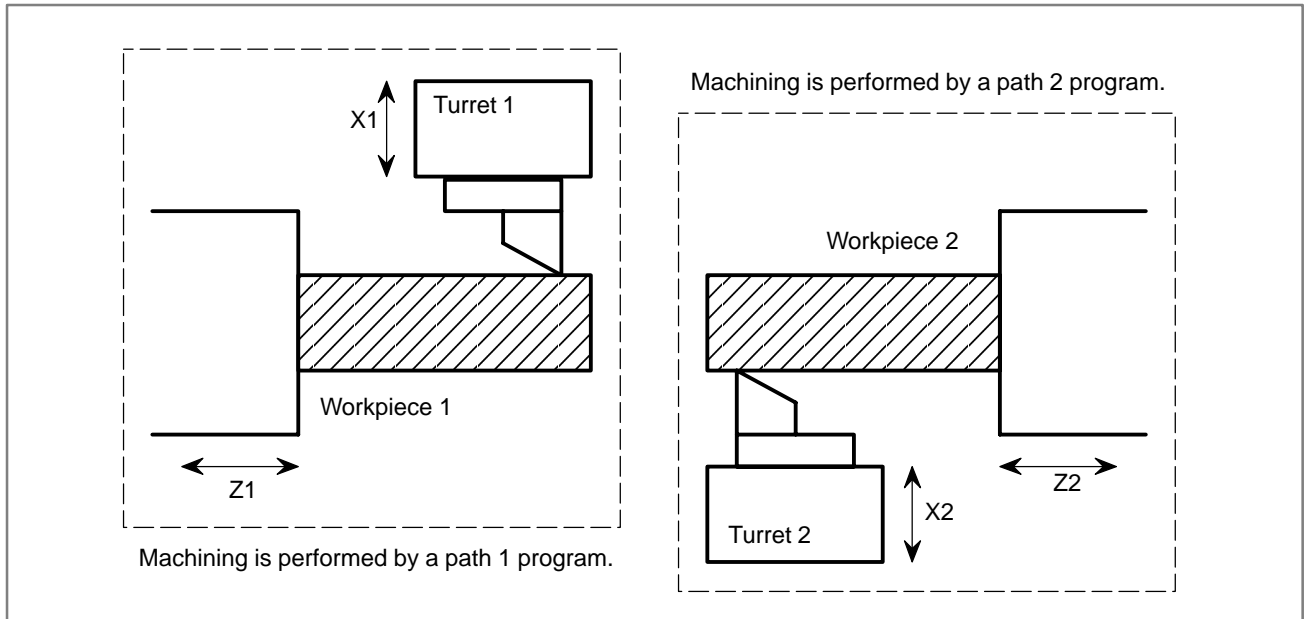 Turret 1
X1
Workpiece 1
Z1
Machining is performed by a path 1 program.
Machining is performed by a path 2 program.
Workpiece 2
Z2
X2
Turret 2